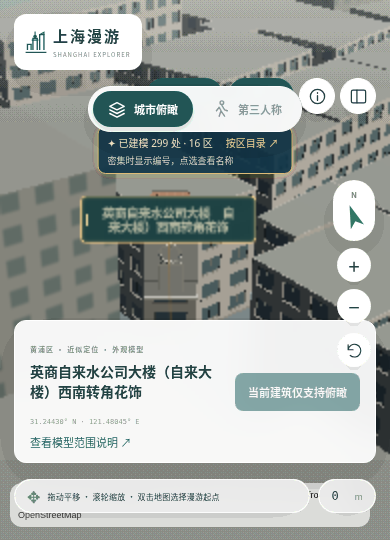 上海漫游
SHANGHAI EXPLORER
城市俯瞰
第三人称
✦ 已建模 299 处 · 16 区 按区目录 ↗
密集时显示编号，点选查看名称
英商自来水公司大楼（自
来大楼）西南转角花饰
N
+
−
黄浦区 · 近似定位 · 外观模型
英商自来水公司大楼（自来大
楼）西南转角花饰
当前建筑仅支持俯瞰
31.24430° N · 121.48045° E
查看模型范围说明 ↗
拖动平移 · 滚轮缩放 · 双击地图选择漫游起点
0 m
OpenStreetMap